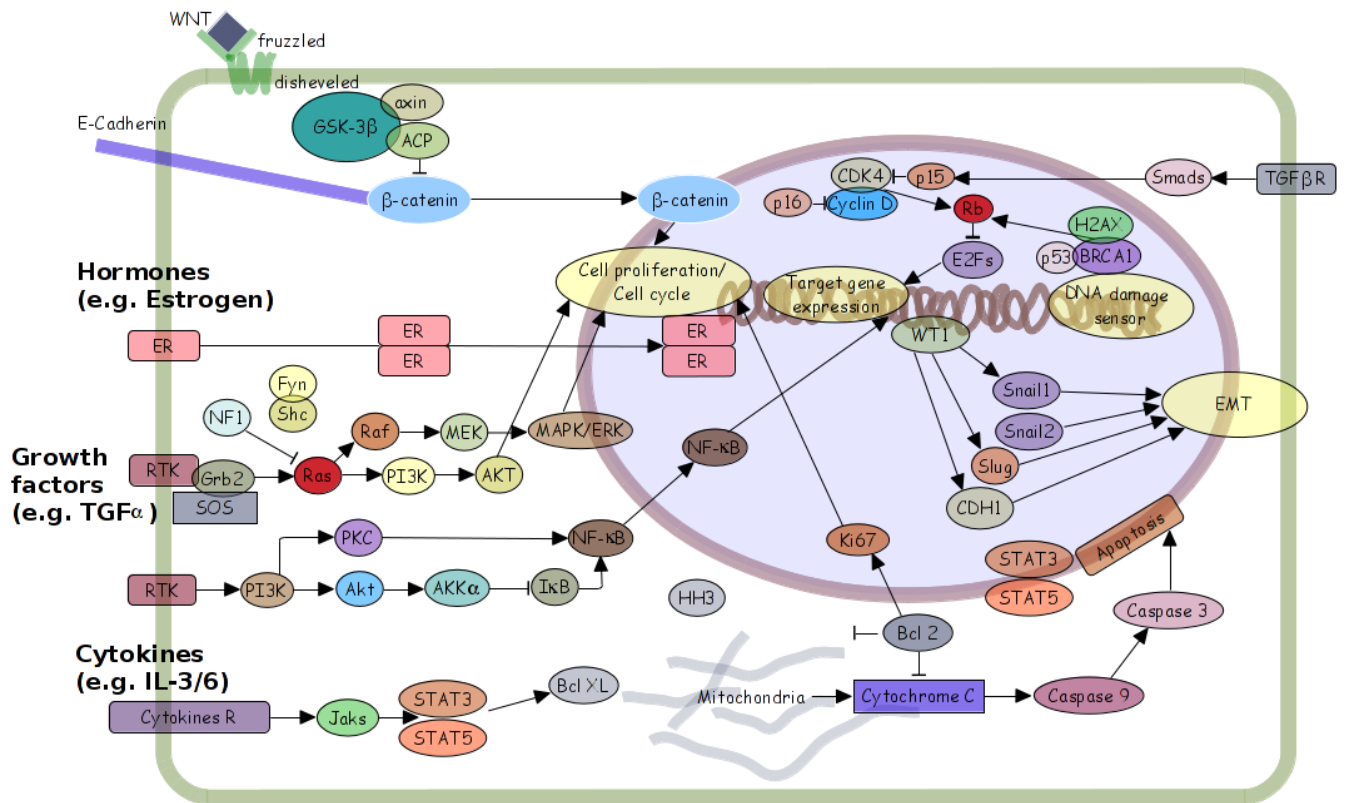 WNT
fruzzled
disheveled
axin
GSK-3β
ACP
E-Cadherin
β-catenin
β-catenin
CDK4
p15
Smads
TGFβR
p16
Cyclin D
Rb
H2AX
E2Fs
p53
BRCA1
Hormones
(e.g. Estrogen)
Cell proliferation/
Cell cycle
Target gene
expression
DNA damage
sensor
ER
ER
ER
ER
ER
WT1
Fyn
Shc
NF1
Raf
MEK
MAPK/ERK
Snail1
Snail2
EMT
Growth
factors
(e.g. TGFα)
RTK
Grb2
SOS
Ras
PI3K
AKT
NF-κB
Slug
CDH1
PKC
NF-κB
Ki67
STAT3
STAT5
Apoptosis
RTK
PI3K
Akt
AKKα
IκB
HH3
Caspase 3
Bcl 2
Cytokines
(e.g. IL-3/6)
Cytokines R
Jaks
STAT3
STAT5
Bcl XL
Mitochondria
Cytochrome C
Caspase 9